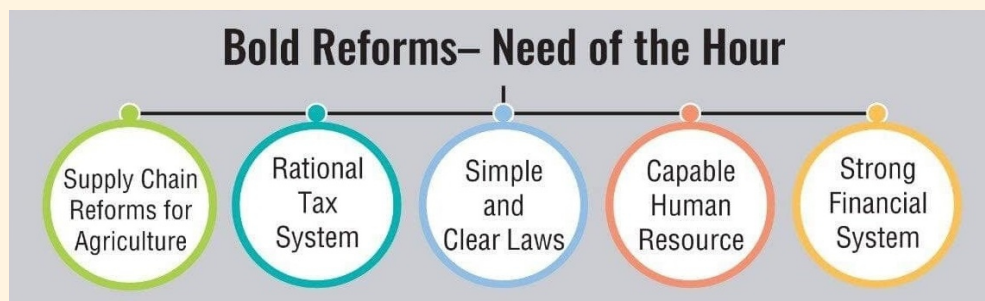 Bold Reforms– Need of the Hour
Supply Chain
Reforms for
Agriculture
Rational
Tax
System
Simple
and
Clear Laws
Capable
Human
Resource
Strong
Financial
System